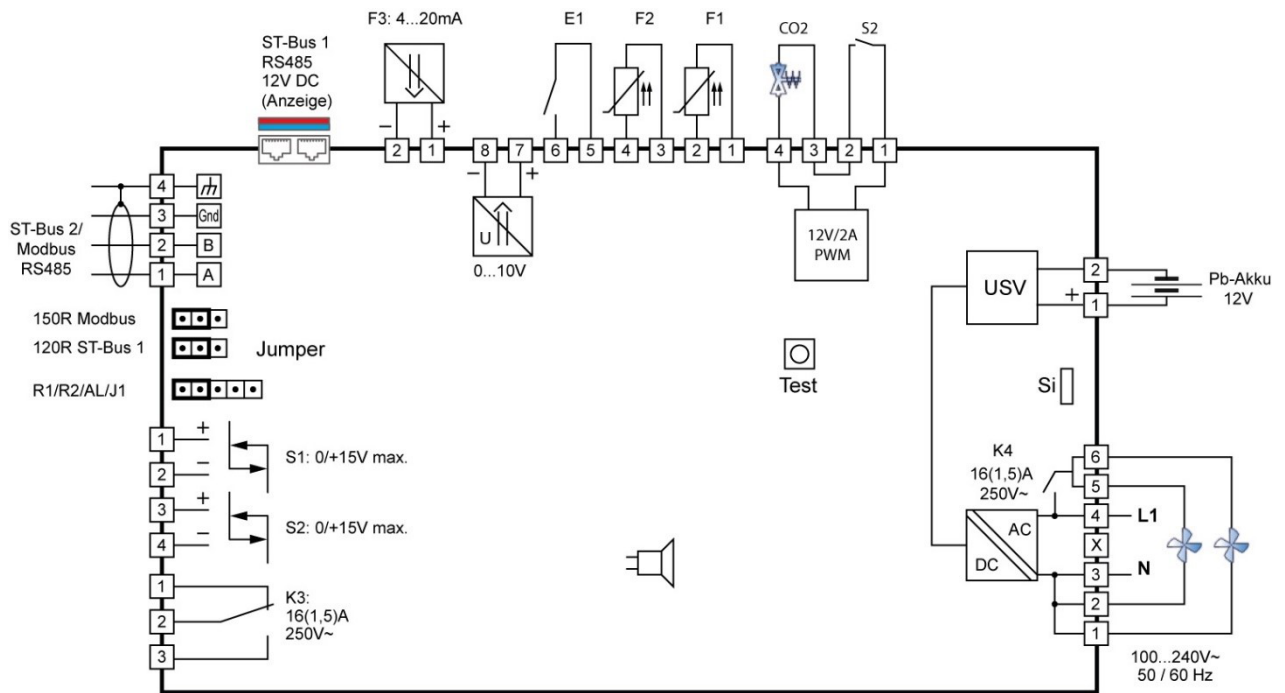 F3: 4...20mA
E1
F2
F1
CO2
S2
ST-Bus 1
RS485
12V DC
(Anzeige)
− +
2 1
8 7 6 5 4 3 2 1
4 3 2 1
− +
U
0...10V
12V/2A
PWM
4
3 Gnd
2 B
1 A
ST-Bus 2/
Modbus
RS485
150R Modbus
120R ST-Bus 1
Jumper
R1/R2/AL/J1
Test
USV
2
+ 1
Pb-Akku
12V
Si
1 +
2 −
S1: 0/+15V max.
3 +
4 −
S2: 0/+15V max.
1
2
3
K3:
16(1,5)A
250V~
K4
16(1,5)A
250V~
AC
DC
6
5
4 L1
X
3 N
2
1
100...240V~
50 / 60 Hz